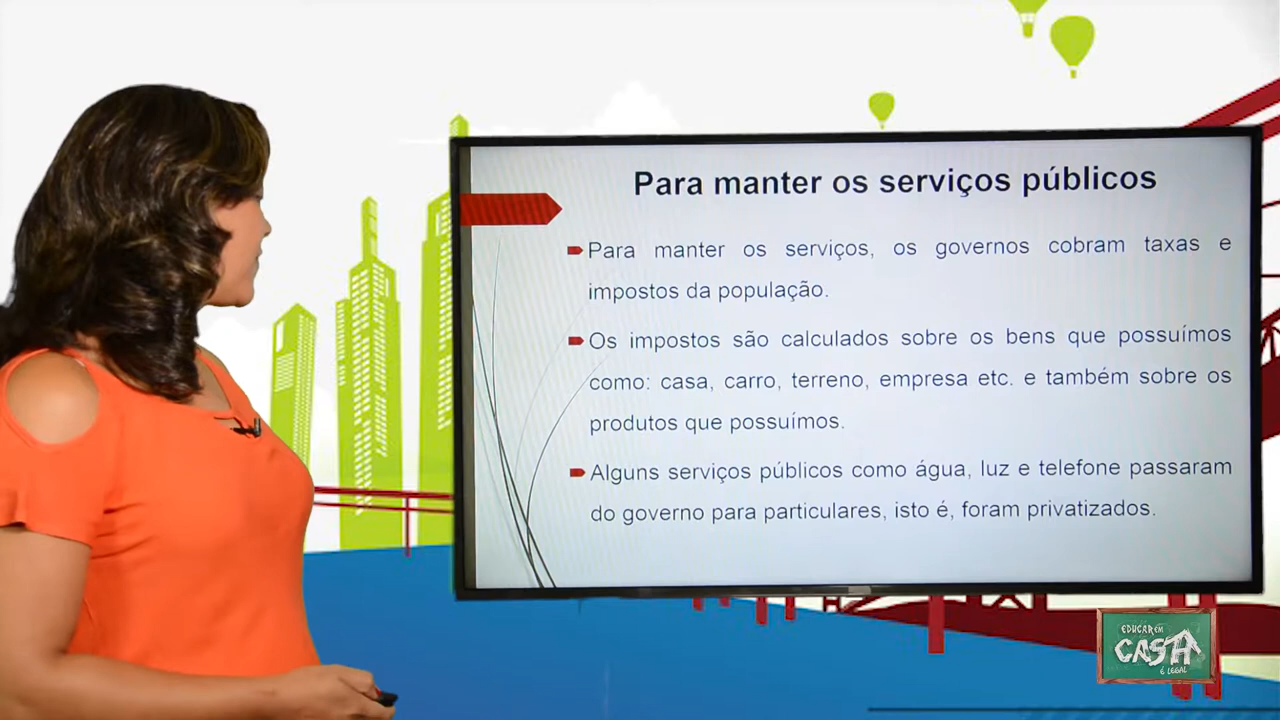 Para manter os serviços públicos
Para manter os serviços, os governos cobram taxas e
impostos da população.
Os impostos são calculados sobre os bens que possuímos
como: casa, carro, terreno, empresa etc. e também sobre os
produtos que possuímos.
Alguns serviços públicos como água, luz e telefone passaram
do governo para particulares, isto é, foram privatizados.
EDUCAR EM
CASA
É LEGAL